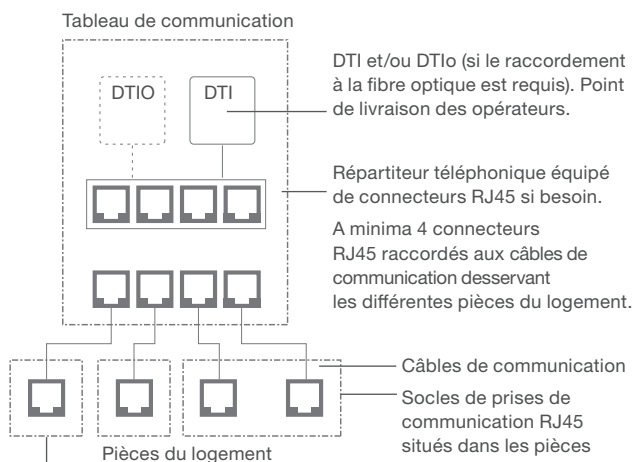 Tableau de communication
DTIO
DTI
DTI et/ou DTIo (si le raccordement
à la fibre optique est requis). Point
de livraison des opérateurs.
Répartiteur téléphonique équipé
de connecteurs RJ45 si besoin.
A minima 4 connecteurs
RJ45 raccordés aux câbles de
communication desservant
les différentes pièces du logement.
Câbles de communication
Socles de prises de
communication RJ45
situés dans les pièces
Pièces du logement